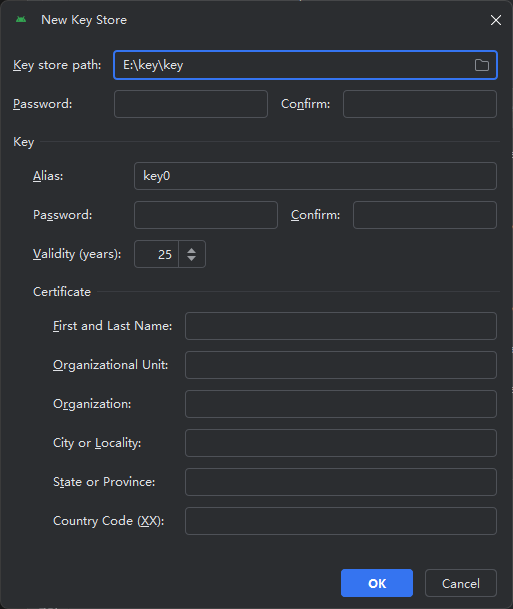 New Key Store
Key store path: E:\key\key
Password: Confirm:
Key
Alias: key0
Password: Confirm:
Validity (years): 25
Certificate
First and Last Name:
Organizational Unit:
Organization:
City or Locality:
State or Province:
Country Code (XX):
OK Cancel